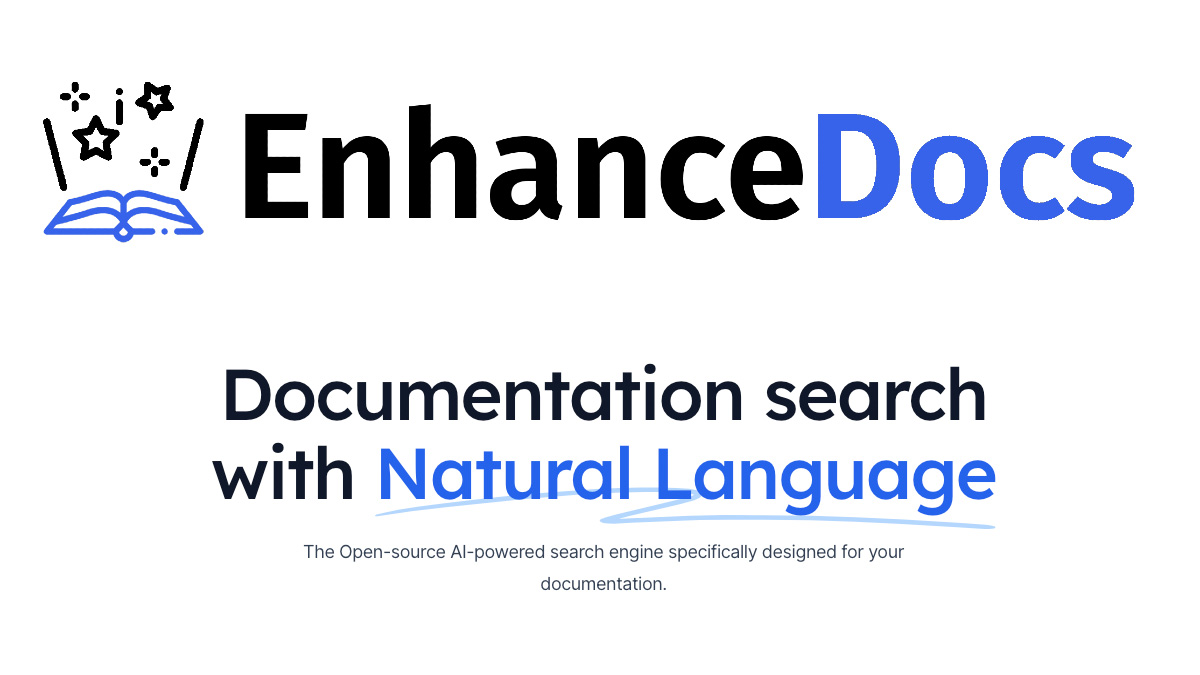 EnhanceDocs
Documentation search
with Natural Language
The Open-source AI-powered search engine specifically designed for your
documentation.